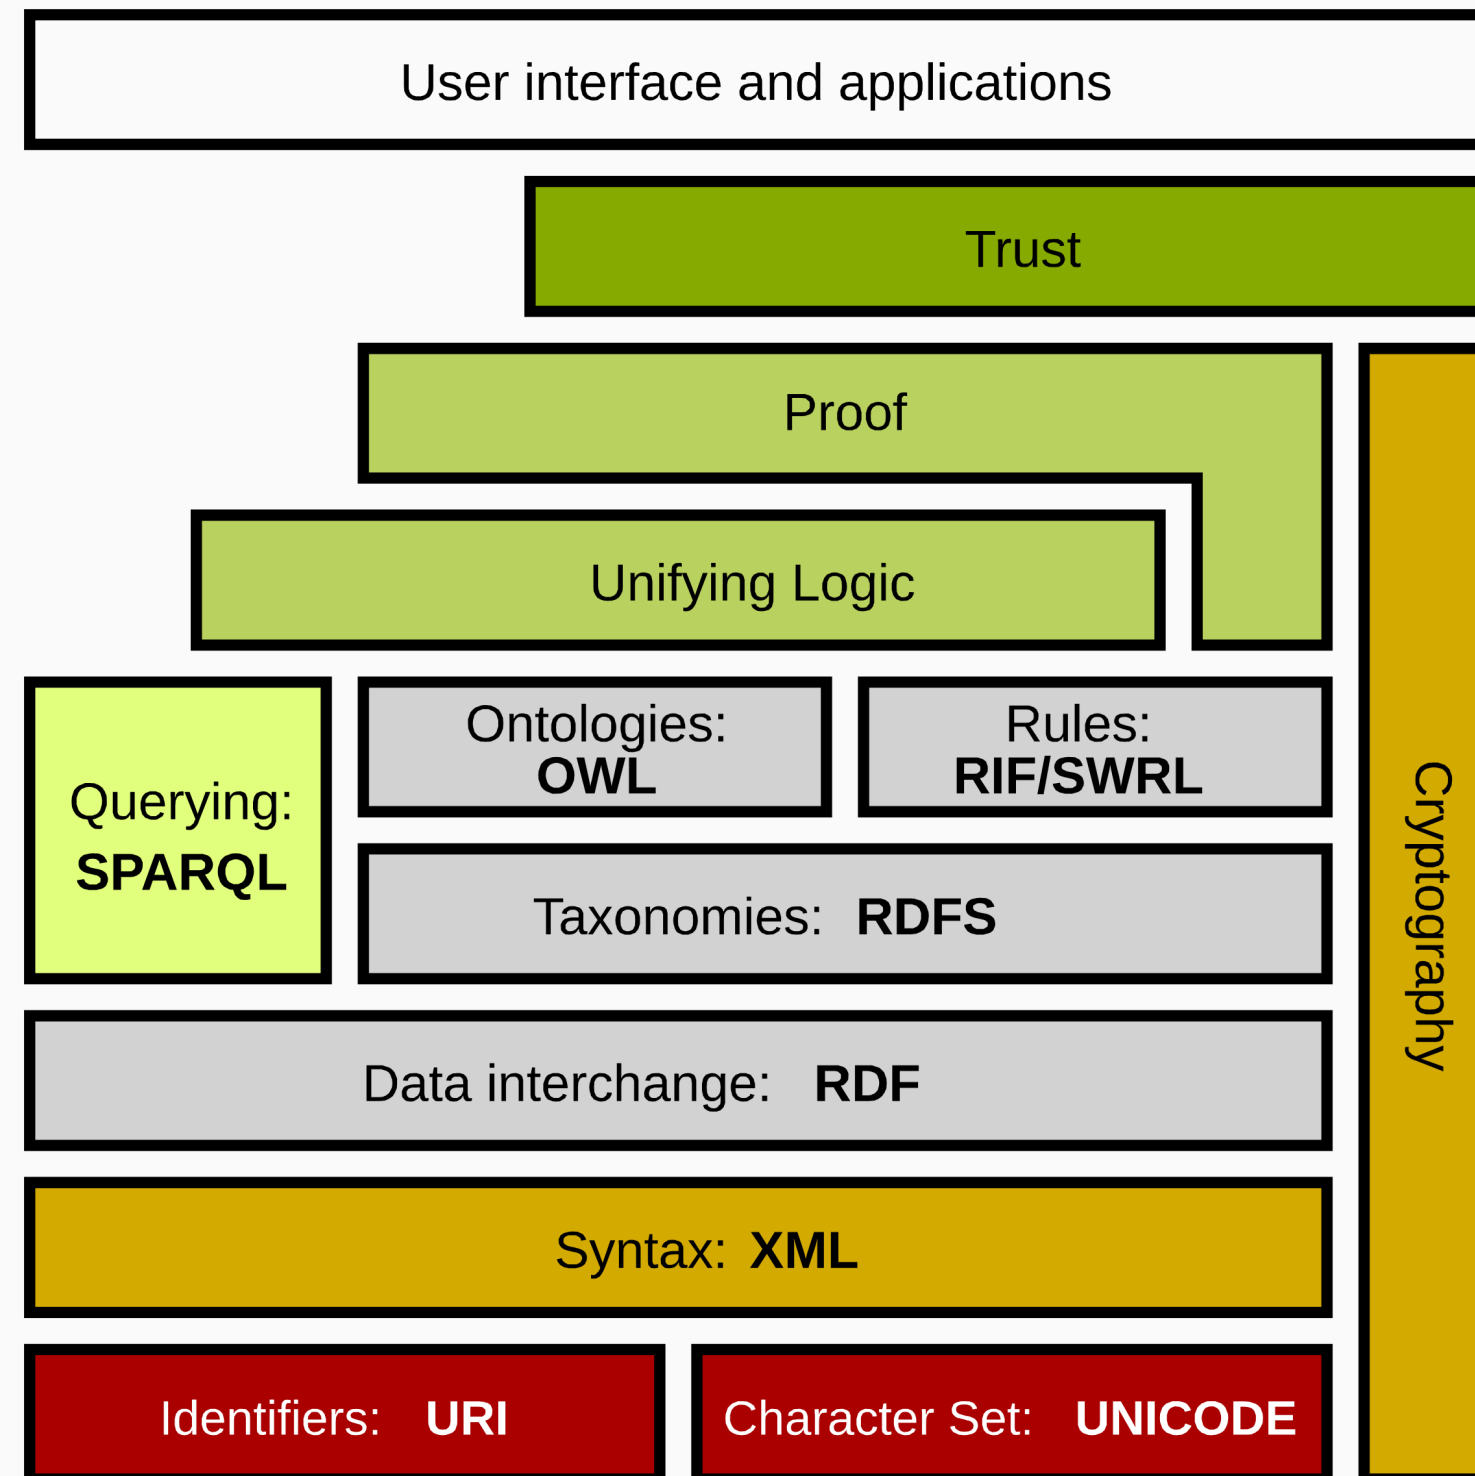 User interface and applications
Trust
Proof
Unifying Logic
Ontologies:
OWL
Rules:
RIF/SWRL
Querying:
SPARQL
Taxonomies: RDFS
Cryptography
Data interchange: RDF
Syntax: XML
Identifiers: URI
Character Set: UNICODE